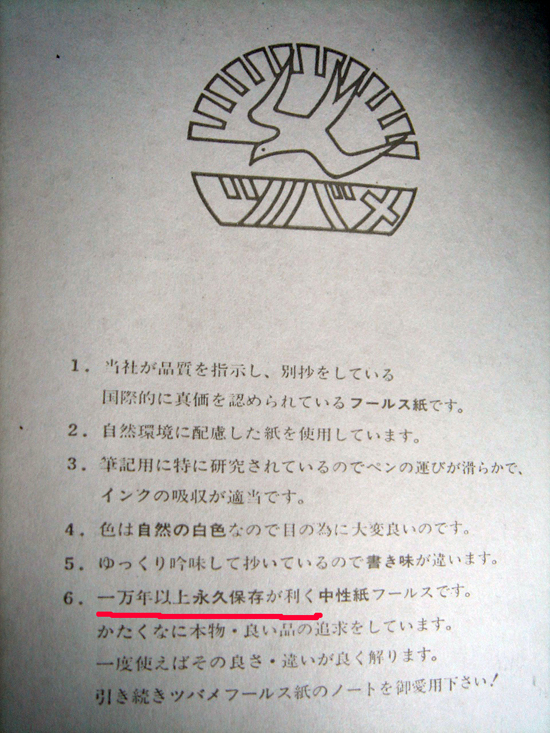 ツバメ
1. 当社が品質を指示し、別抄をしている
国際的に真価を認められているフールス紙です。
2. 自然環境に配慮した紙を使用しています。
3. 筆記用に特に研究されているのでペンの運びが滑らかで、
インクの吸収が適当です。
4. 色は自然の白色なので目の為に大変良いのです。
5. ゆっくり吟味して抄いているので書き味が違います。
6. 一万年以上永久保存が利く中性紙フールスです。
かたくなに本物・良い品の追求をしています。
一度使えばその良さ・違いが良く解ります。
引き続きツバメフールス紙のノートを御愛用下さい!